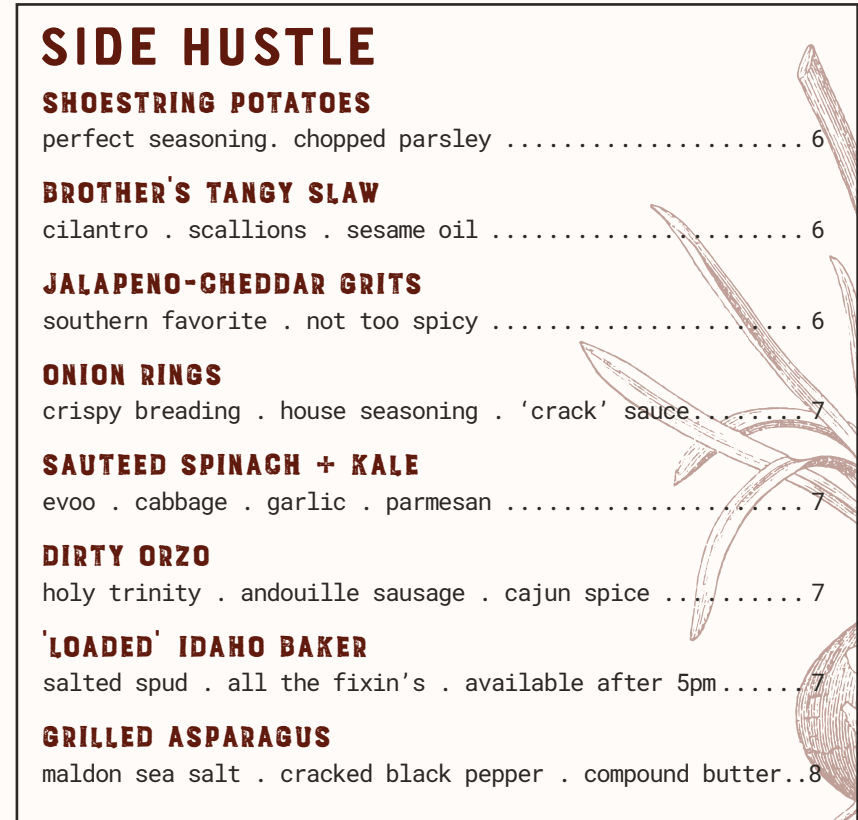 SIDE HUSTLE
SHOESTRING POTATOES
perfect seasoning. chopped parsley ...................... 6
BROTHER'S TANGY SLAW
cilantro . scallions . sesame oil ........................ 6
JALAPENO-CHEDDAR GRITS
southern favorite . not too spicy ........................ 6
ONION RINGS
crispy breading . house seasoning . ‘crack’ sauce.........7
SAUTEED SPINACH + KALE
evoo . cabbage . garlic . parmesan .......................7
DIRTY ORZO
holy trinity . andouille sausage . cajun spice ...........7
'LOADED' IDAHO BAKER
salted spud . all the fixin’s . available after 5pm.......7
GRILLED ASPARAGUS
maldon sea salt . cracked black pepper . compound butter..8